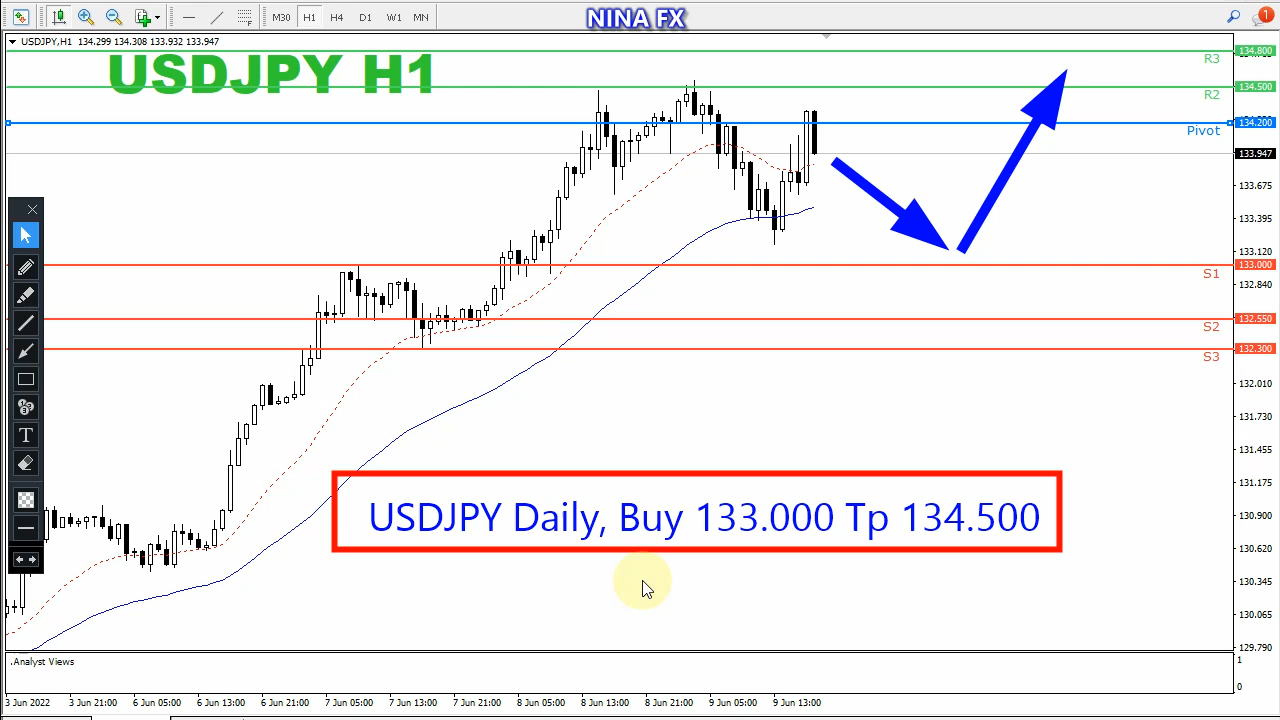 M30 H1 H4 D1 W1 MN
NINA FX
1
USDJPY,H1 134.299 134.308 133.932 133.947
USDJPY H1
134.800
R3
134.500
R2
134.200
Pivot
133.947
133.675
133.395
133.120
133.000
S1
132.840
132.550
S2
132.300
S3
132.010
131.730
131.455
131.175
130.900
130.620
130.345
130.065
129.790
T
USDJPY Daily, Buy 133.000 Tp 134.500
.Analyst Views
1
0
3 Jun 2022 3 Jun 21:00 6 Jun 05:00 6 Jun 13:00 6 Jun 21:00 7 Jun 05:00 7 Jun 13:00 7 Jun 21:00 8 Jun 05:00 8 Jun 13:00 8 Jun 21:00 9 Jun 05:00 9 Jun 13:00